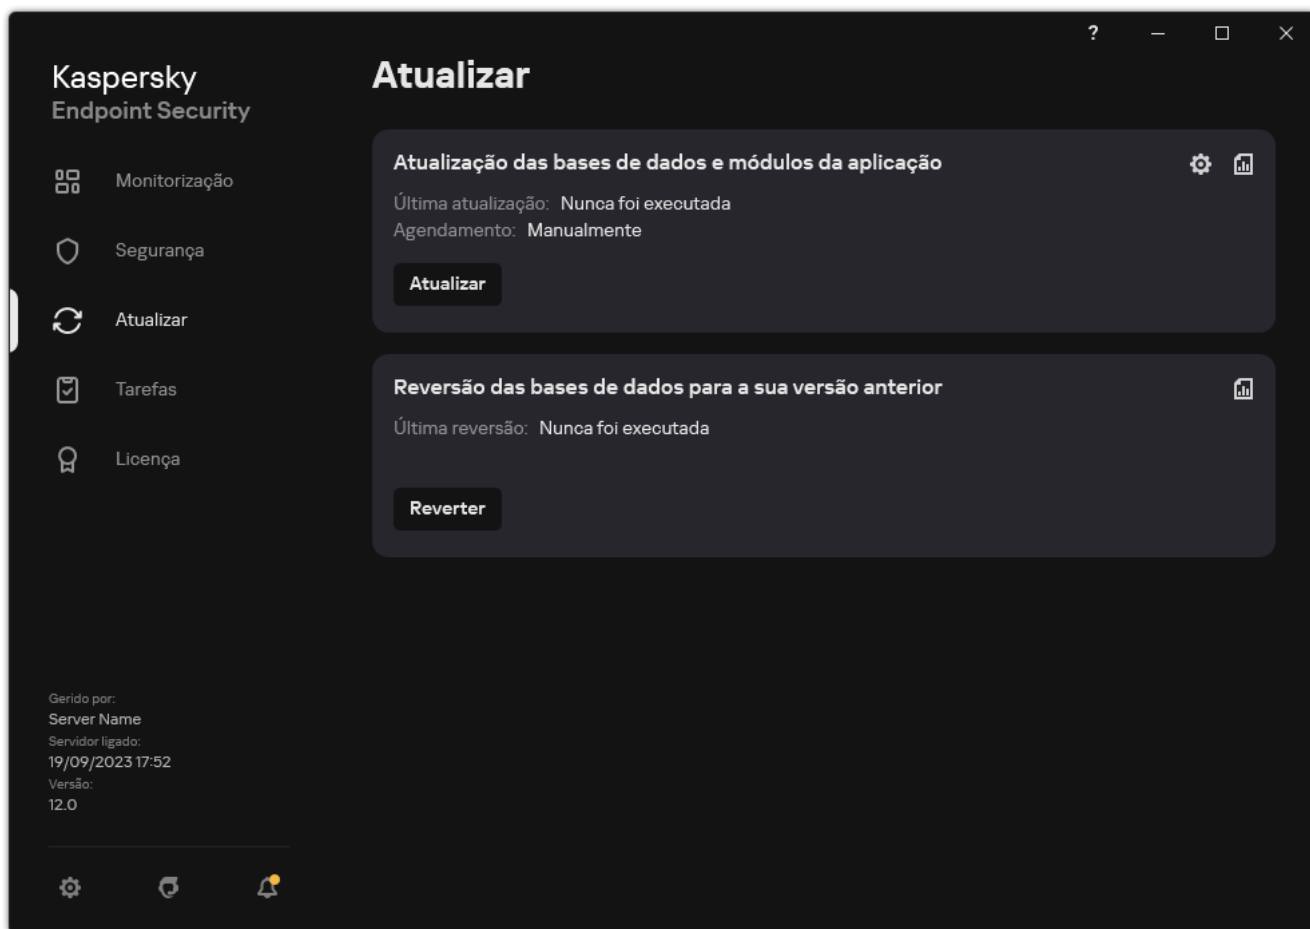 ?
Kaspersky
Endpoint Security
Monitorização
Segurança
Atualizar
Tarefas
Licença
Gerido por:
Server Name
Servidor ligado:
19/09/2023 17:52
Versão:
12.0
Atualizar
Atualização das bases de dados e módulos da aplicação
Última atualização: Nunca foi executada
Agendamento: Manualmente
Atualizar
Reversão das bases de dados para a sua versão anterior
Última reversão: Nunca foi executada
Reverter